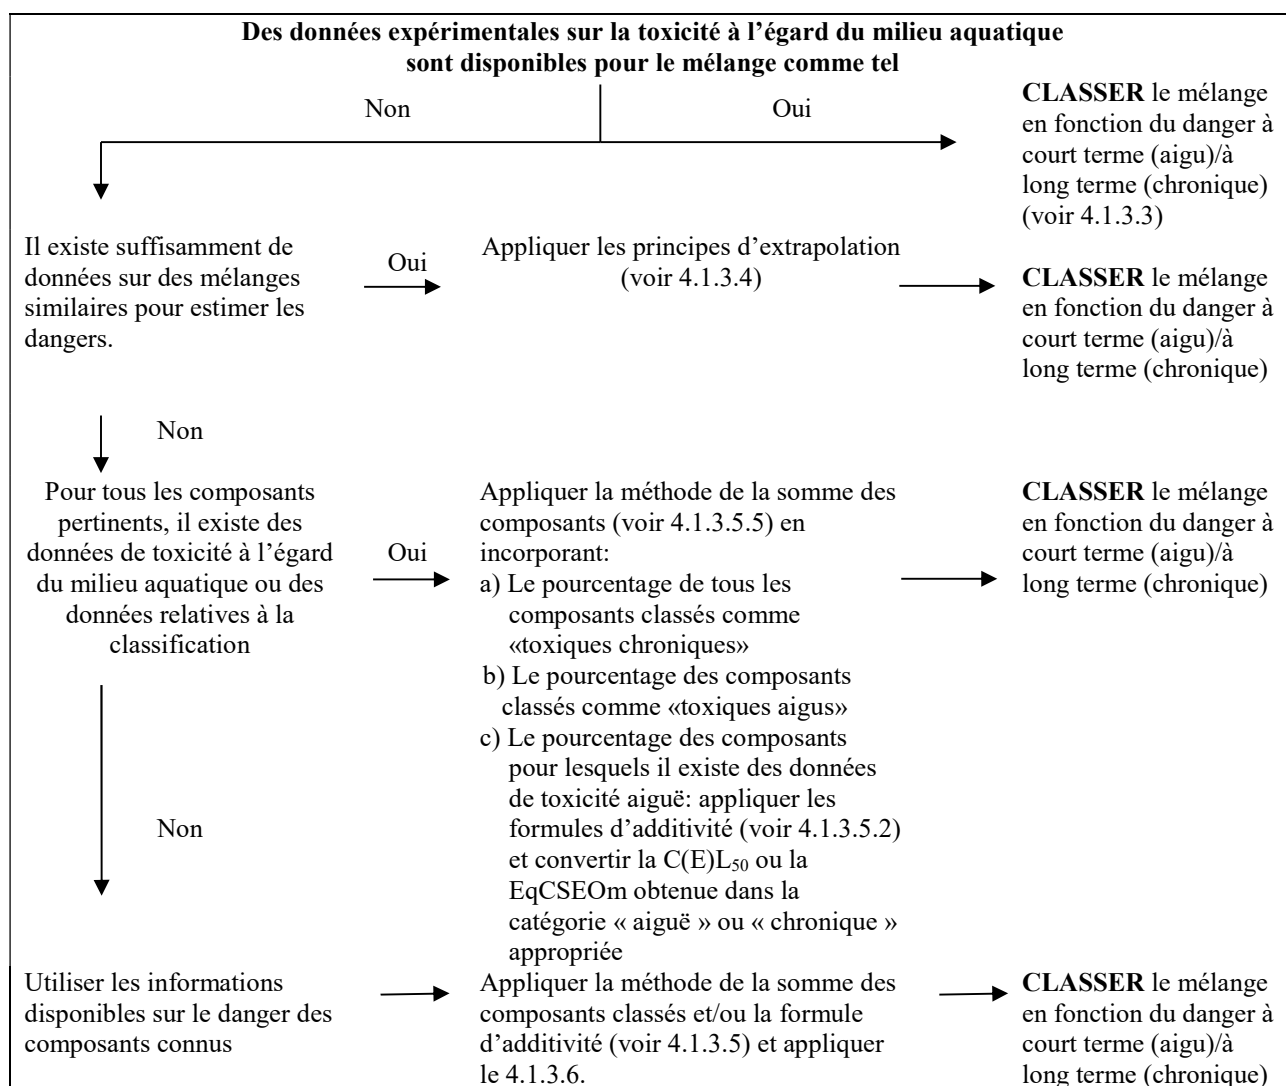 Des données expérimentales sur la toxicité à l’égard du milieu aquatique
sont disponibles pour le mélange comme tel
Non
Oui
CLASSER le mélange
en fonction du danger à
court terme (aigu)/à
long terme (chronique)
(voir 4.1.3.3)
Il existe suffisamment de
données sur des mélanges
similaires pour estimer les
dangers.
Oui
Appliquer les principes d’extrapolation
(voir 4.1.3.4)
CLASSER le mélange
en fonction du danger à
court terme (aigu)/à
long terme (chronique)
Non
Pour tous les composants
pertinents, il existe des
données de toxicité à l’égard
du milieu aquatique ou des
données relatives à la
classification
Oui
Appliquer la méthode de la somme des
composants (voir 4.1.3.5.5) en
incorporant:
a) Le pourcentage de tous les
composants classés comme
«toxiques chroniques»
b) Le pourcentage des composants
classés comme «toxiques aigus»
c) Le pourcentage des composants
pour lesquels il existe des données
de toxicité aiguë: appliquer les
formules d’additivité (voir 4.1.3.5.2)
et convertir la C(E)L50 ou la
EqCSEOm obtenue dans la
catégorie « aiguë » ou « chronique »
appropriée
CLASSER le mélange
en fonction du danger à
court terme (aigu)/à
long terme (chronique)
Non
Utiliser les informations
disponibles sur le danger des
composants connus
Appliquer la méthode de la somme des
composants classés et/ou la formule
d’additivité (voir 4.1.3.5) et appliquer
le 4.1.3.6.
CLASSER le mélange
en fonction du danger à
court terme (aigu)/à
long terme (chronique)